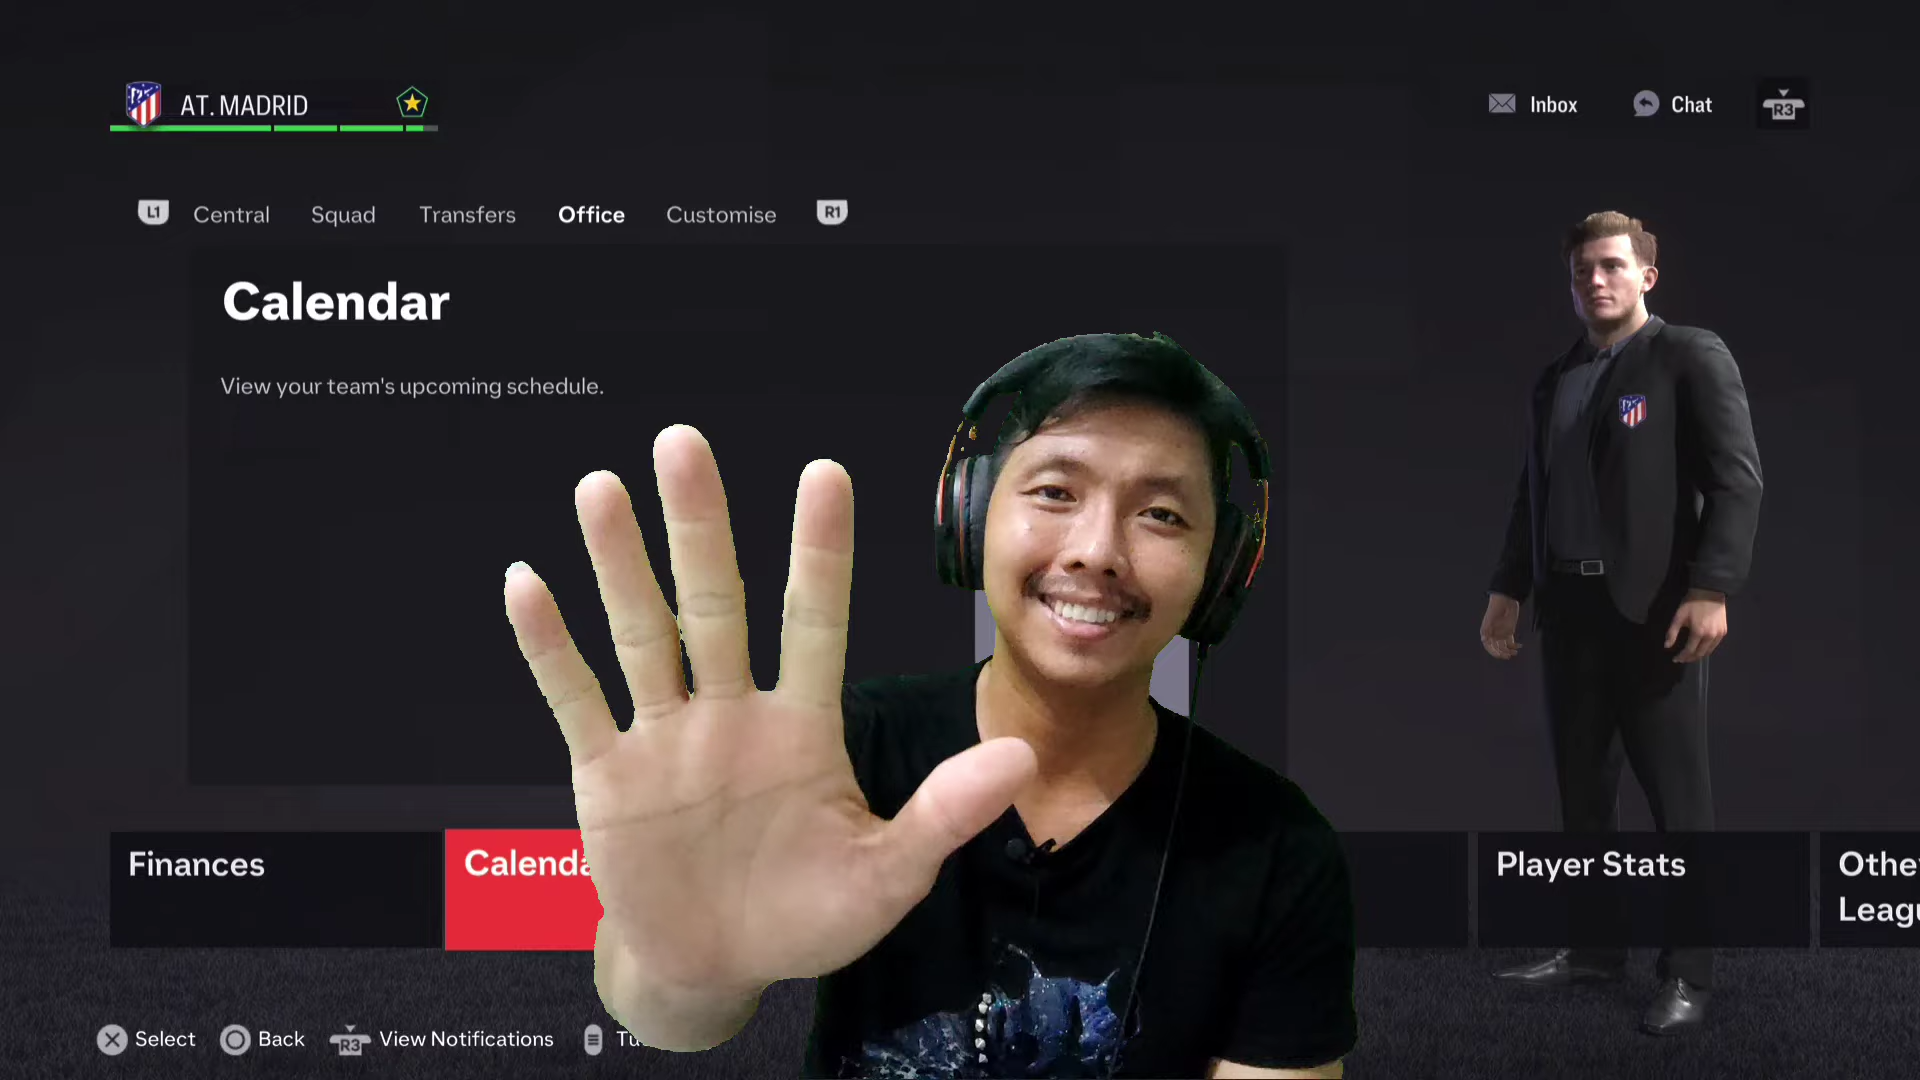 AT. MADRID
Inbox
Chat
R3
L1
Central
Squad
Transfers
Office
Customise
R1
Calendar
View your team's upcoming schedule.
Finances
Player Stats
Select
Back
R3
View Notifications